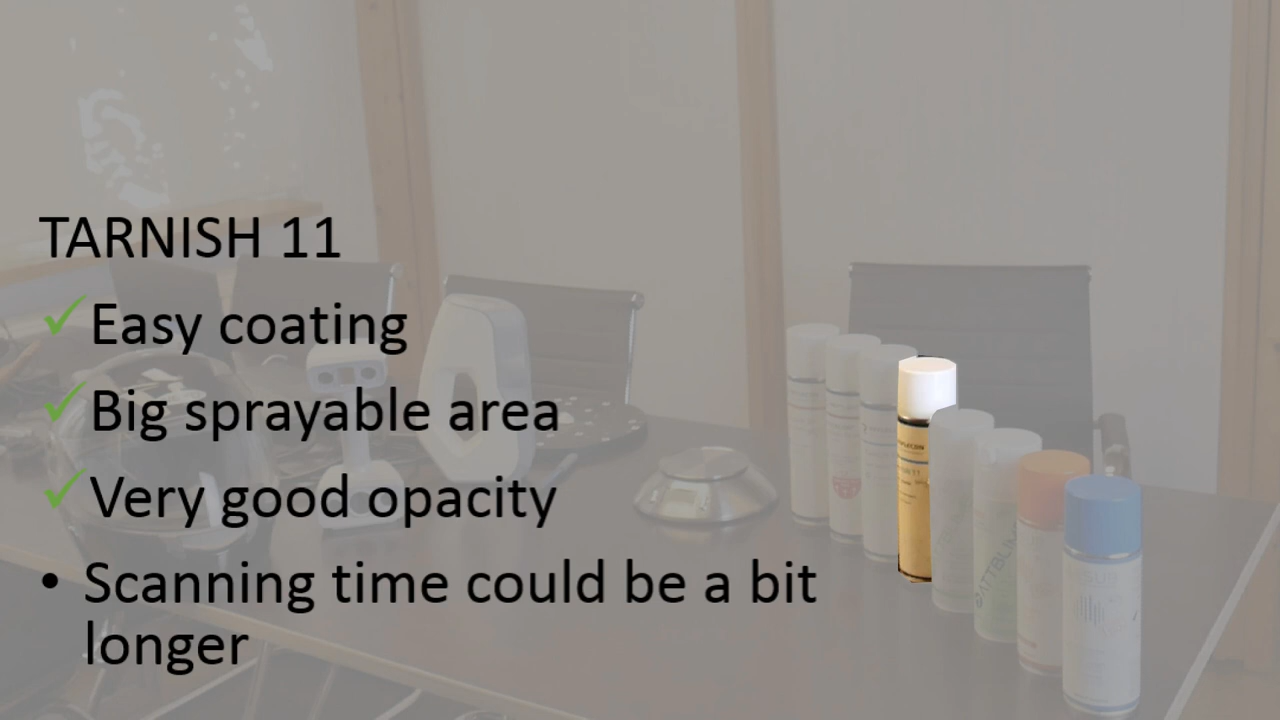 TARNISH 11
✓ Easy coating
✓ Big sprayable area
✓ Very good opacity
• Scanning time could be a bit
longer